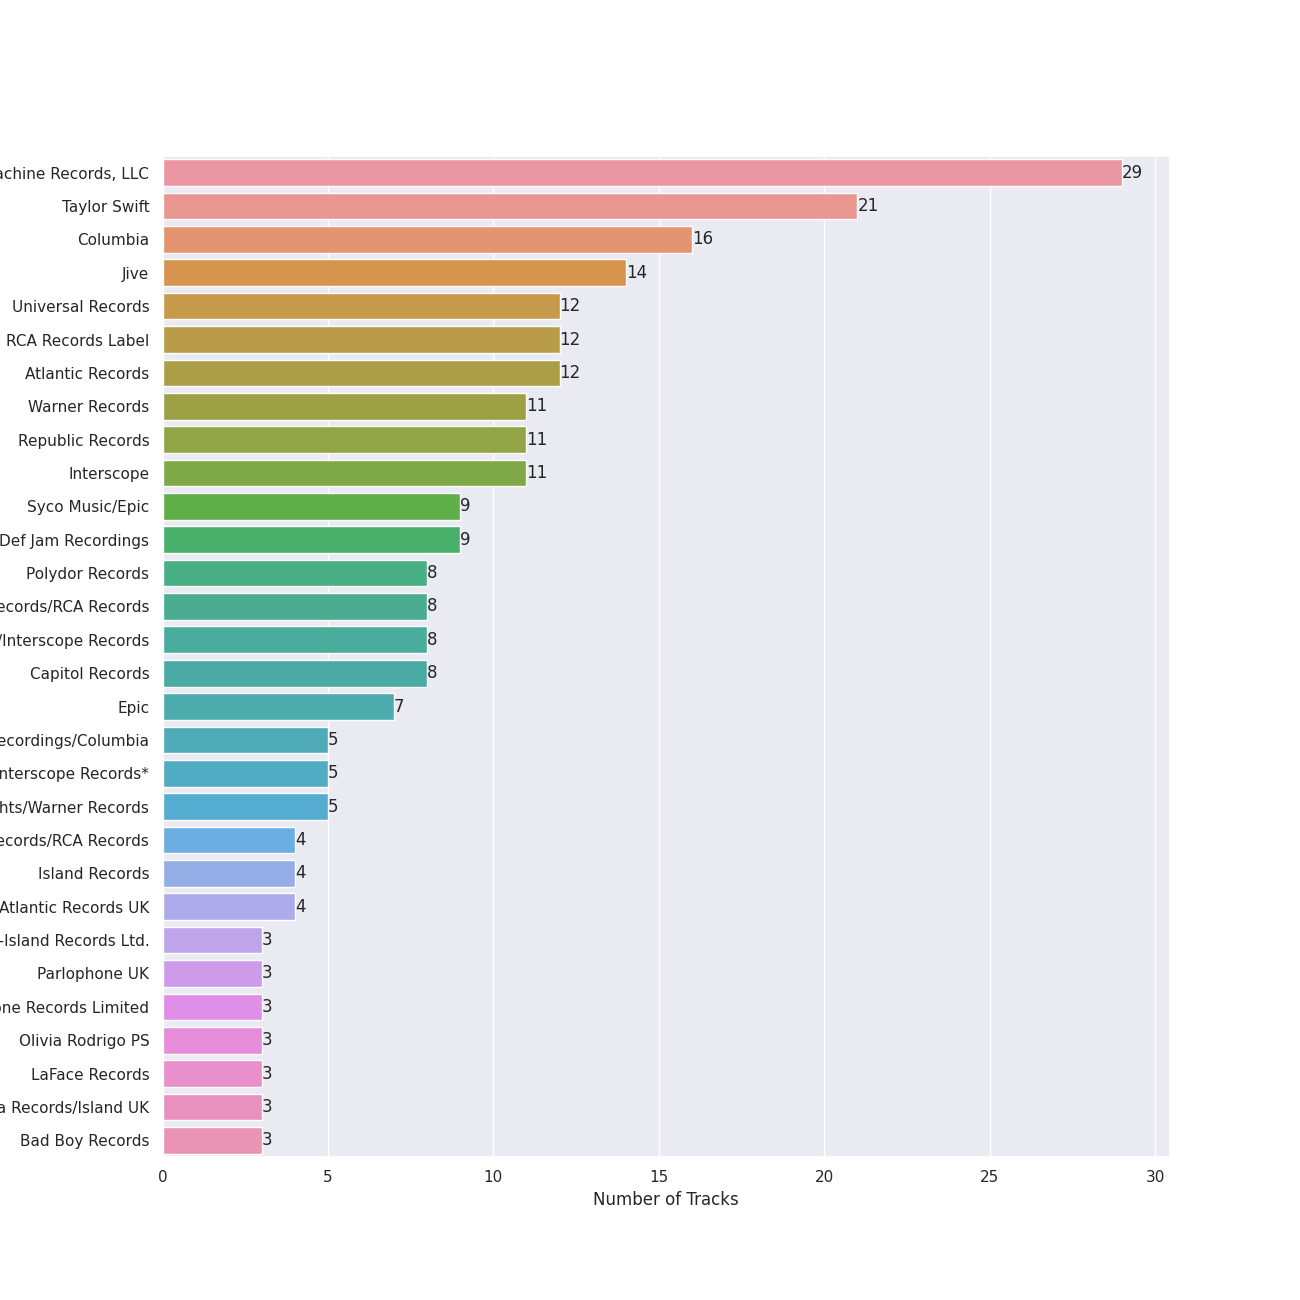 achine Records, LLC 29
Taylor Swift 21
Columbia 16
Jive 14
Universal Records 12
RCA Records Label 12
Atlantic Records 12
Warner Records 11
Republic Records 11
Interscope 11
Syco Music/Epic 9
Def Jam Recordings 9
Polydor Records 8
ecords/RCA Records 8
/Interscope Records 8
Capitol Records 8
Epic 7
ecordings/Columbia 5
nterscope Records* 5
hts/Warner Records 5
ecords/RCA Records 4
Island Records 4
Atlantic Records UK 4
-Island Records Ltd. 3
Parlophone UK 3
one Records Limited 3
Olivia Rodrigo PS 3
LaFace Records 3
a Records/Island UK 3
Bad Boy Records 3
0 5 10 15 20 25 30
Number of Tracks